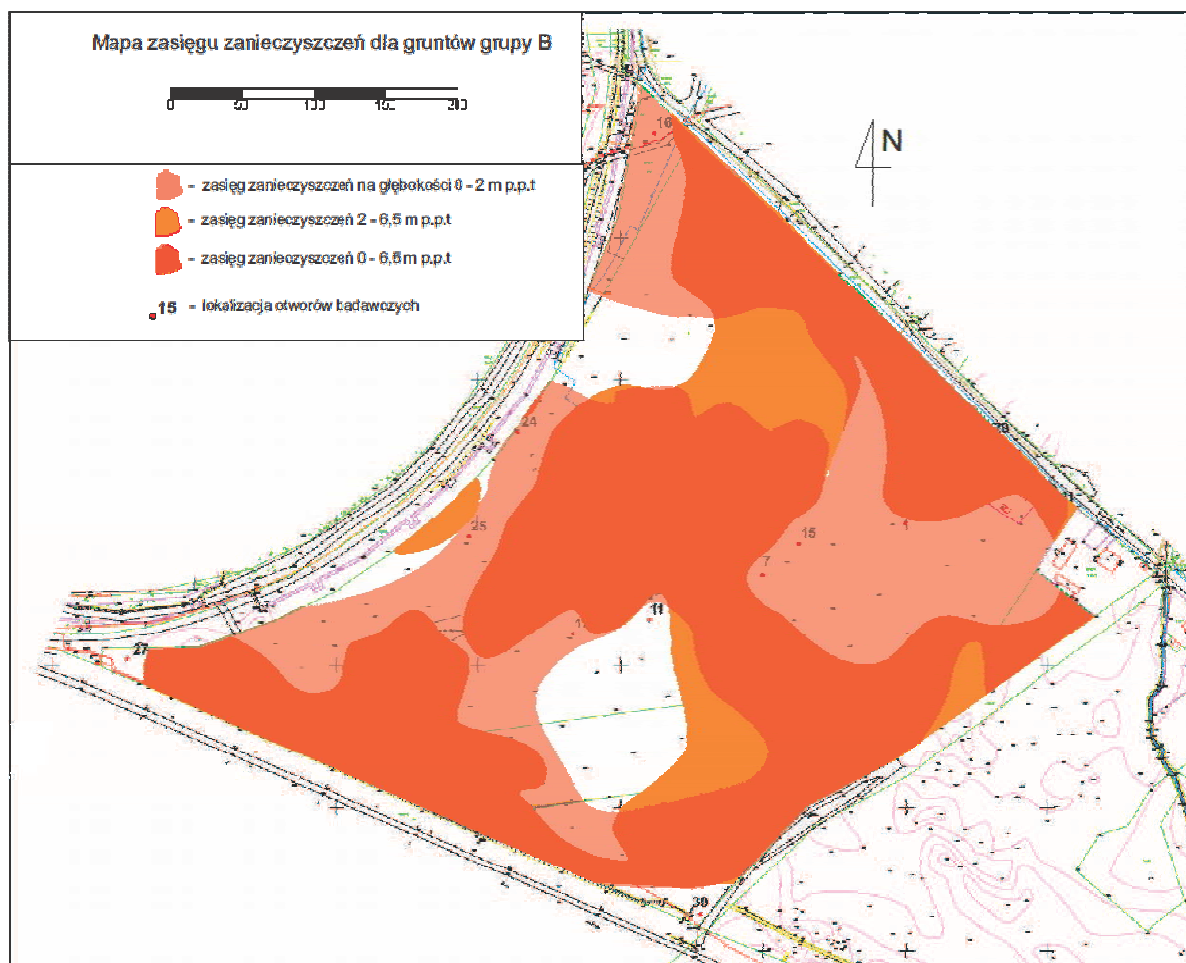 Mapa zasięgu zanieczyszczeń dla gruntów grupy B
0 50 100 150 200
- zasięg zanieczyszczeń na głębokości 0 - 2 m p.p.t
- zasięg zanieczyszczeń 2 - 6,5 m p.p.t
- zasięg zanieczyszczeń 0 - 6,5 m p.p.t
15 - lokalizacja otworów badawczych
16
N
24
25
15
1
7
11
27
30